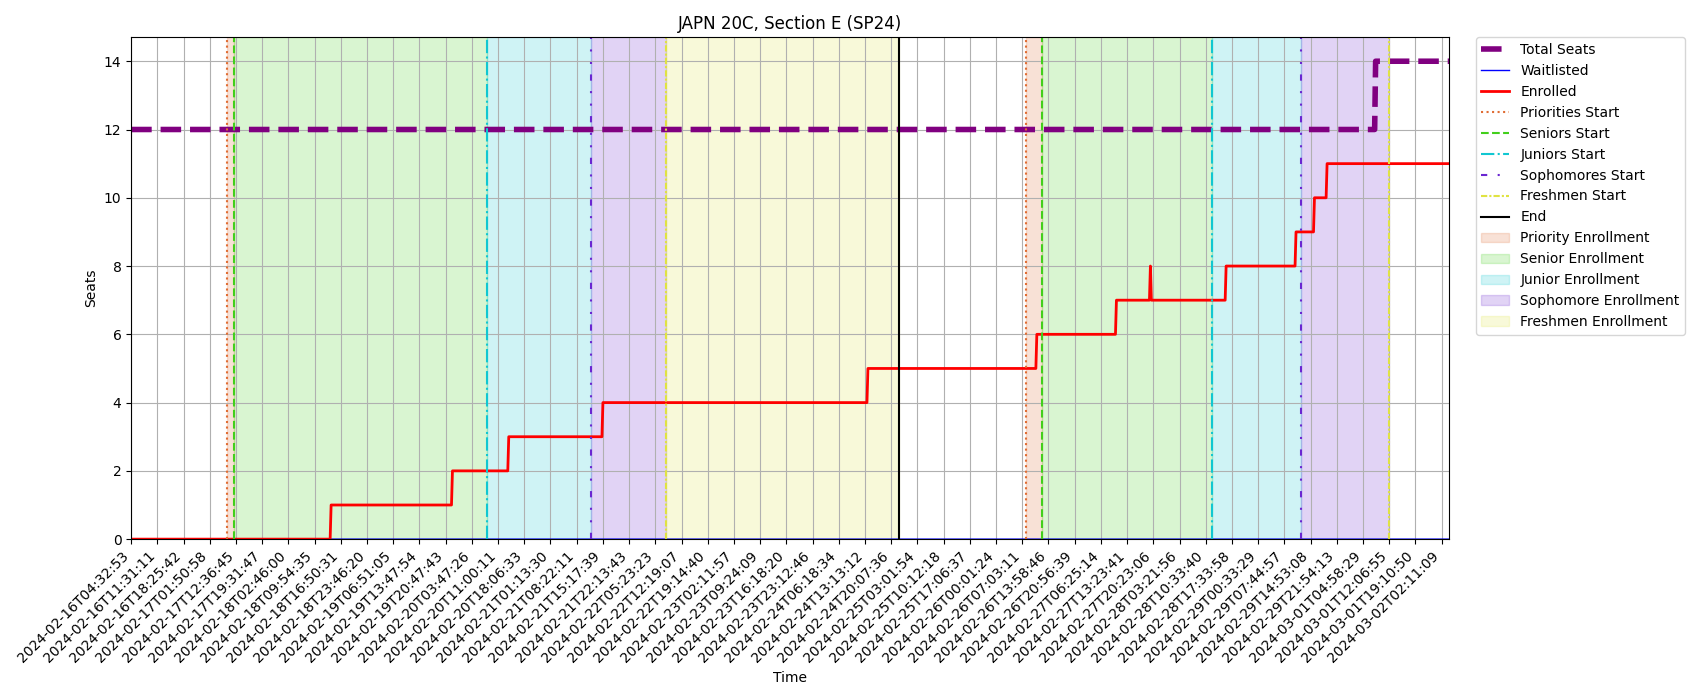 JAPN 20C, Section E (SP24)
Seats
14
12
10
8
6
4
2
0
2024-02-16T04:32:53
2024-02-16T11:31:11
2024-02-16T18:25:42
2024-02-17T01:50:58
2024-02-17T12:36:45
2024-02-17T19:31:47
2024-02-18T02:46:00
2024-02-18T09:54:35
2024-02-18T16:50:31
2024-02-18T23:46:20
2024-02-19T06:51:05
2024-02-19T13:47:54
2024-02-19T20:47:43
2024-02-20T03:47:26
2024-02-20T11:00:11
2024-02-20T18:06:33
2024-02-21T01:13:30
2024-02-21T08:22:11
2024-02-21T15:17:39
2024-02-21T22:13:43
2024-02-22T05:23:23
2024-02-22T12:19:07
2024-02-22T19:14:40
2024-02-23T02:11:57
2024-02-23T09:24:09
2024-02-23T16:18:20
2024-02-23T23:12:46
2024-02-24T06:18:34
2024-02-24T13:13:12
2024-02-24T20:07:36
2024-02-25T03:01:54
2024-02-25T10:12:18
2024-02-25T17:06:37
2024-02-26T00:01:24
2024-02-26T07:03:11
2024-02-26T13:58:46
2024-02-26T20:56:39
2024-02-27T06:25:14
2024-02-27T13:23:41
2024-02-27T20:23:06
2024-02-28T03:21:56
2024-02-28T10:33:40
2024-02-28T17:33:58
2024-02-29T00:33:29
2024-02-29T07:44:57
2024-02-29T14:53:08
2024-02-29T21:54:13
2024-03-01T04:58:29
2024-03-01T12:06:55
2024-03-01T19:10:50
2024-03-02T02:11:09
Time
Total Seats
Waitlisted
Enrolled
Priorities Start
Seniors Start
Juniors Start
Sophomores Start
Freshmen Start
End
Priority Enrollment
Senior Enrollment
Junior Enrollment
Sophomore Enrollment
Freshmen Enrollment